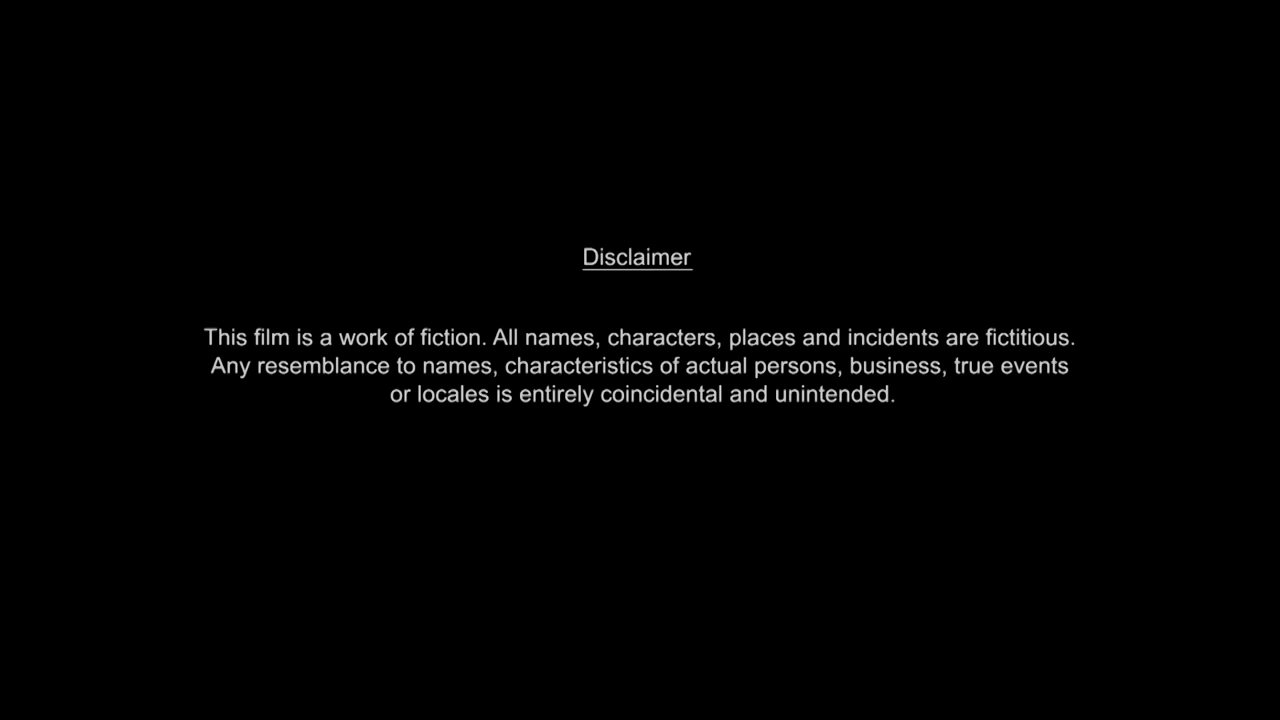 Disclaimer
This film is a work of fiction. All names, characters, places and incidents are fictitious.
Any resemblance to names, characteristics of actual persons, business, true events
or locales is entirely coincidental and unintended.